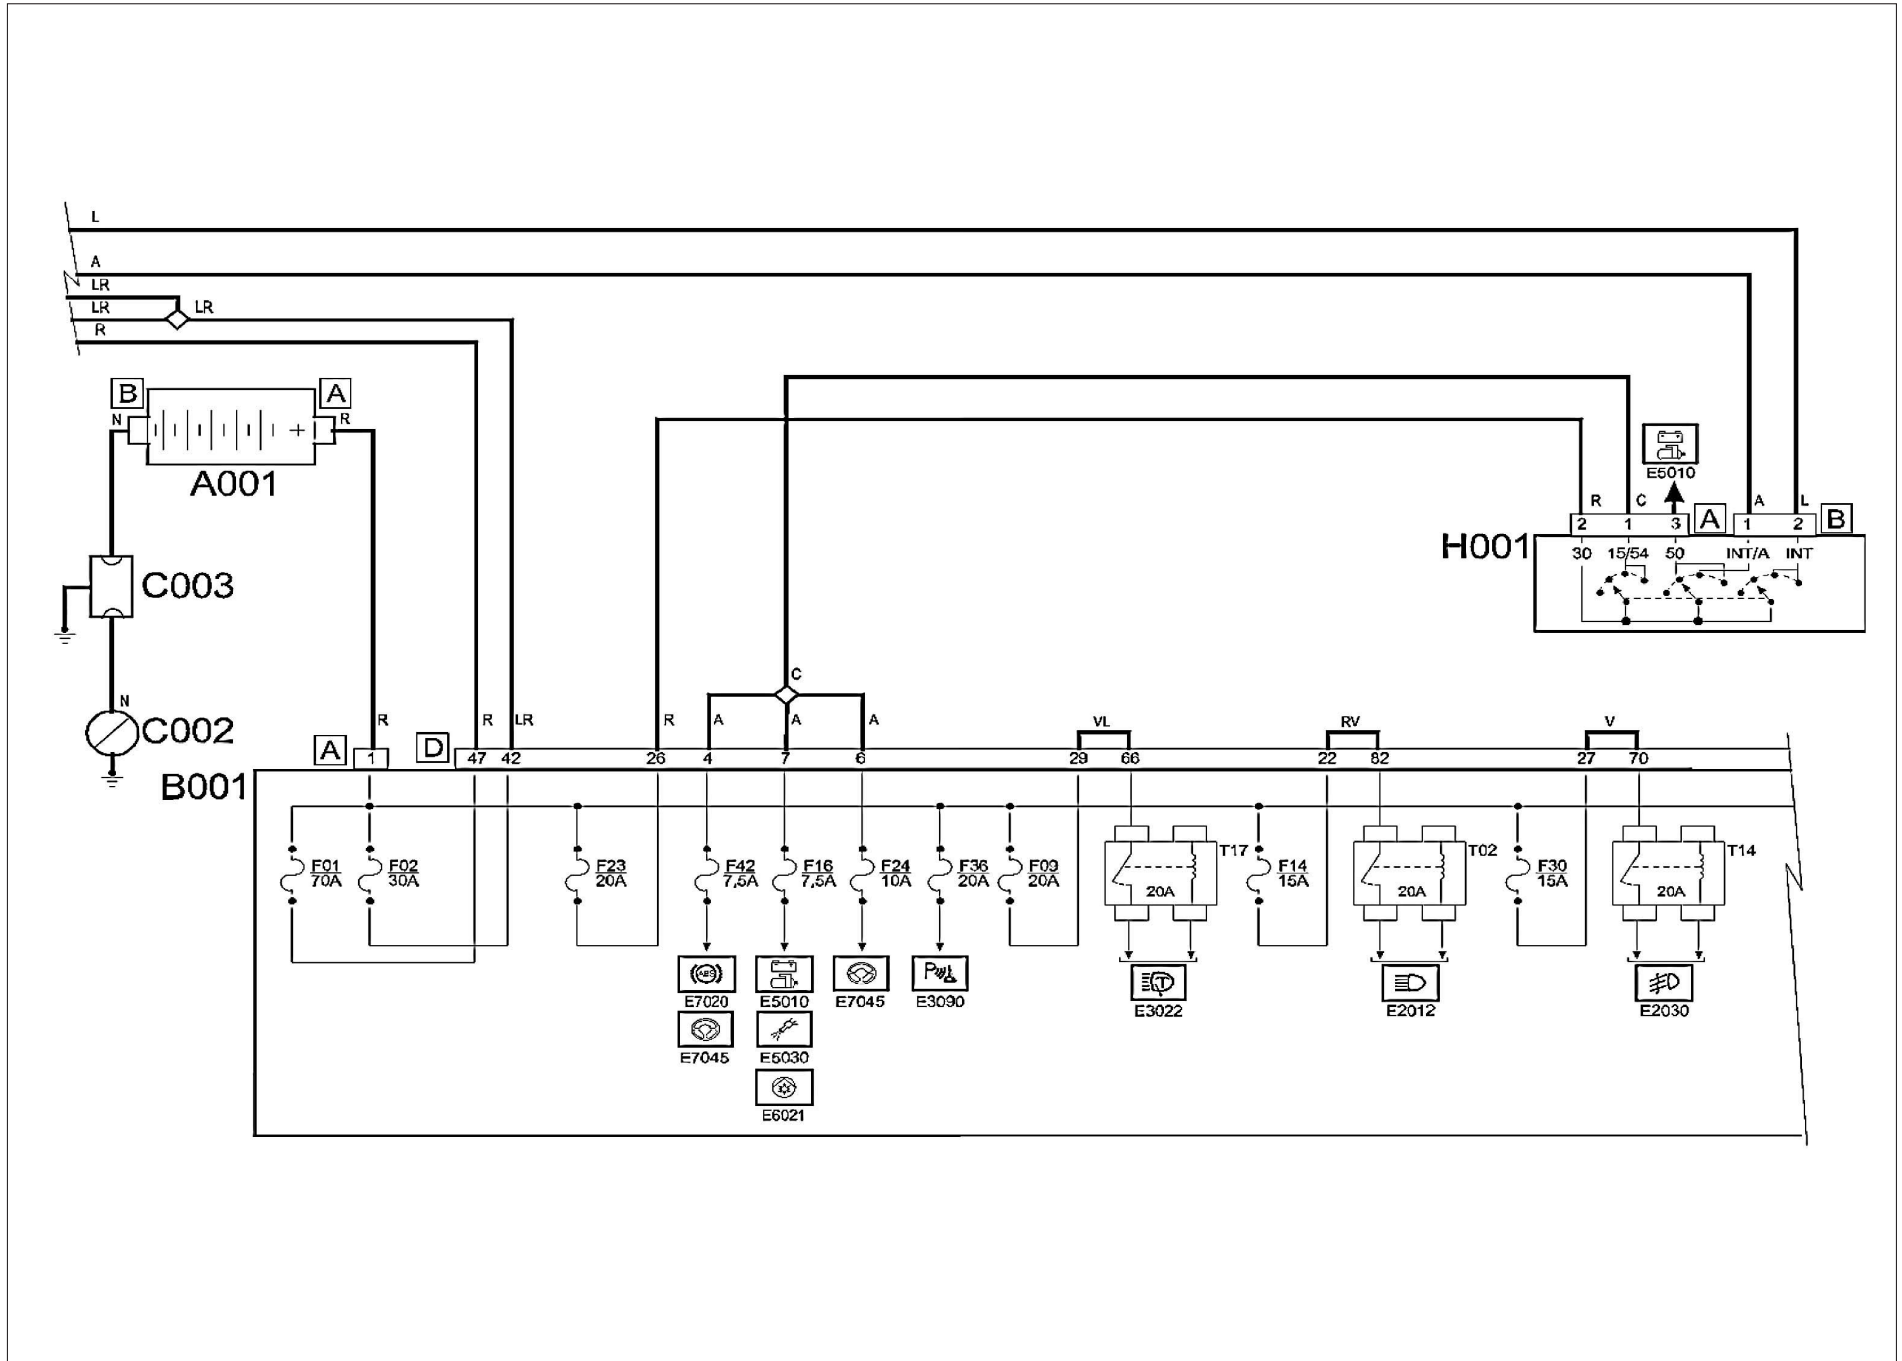 L
A
LR
LR
LR
R
B
A
N
R
A001
E5010
R
C
A
L
2
1
3
A
1
2
B
H001
30
15/54
50
INT/A
INT
C003
N
C002
C
R
R
LR
R
A
A
A
VL
RV
V
A
1
D
47
42
26
4
7
6
29
66
22
82
27
70
B001
F01
70A
F02
30A
F23
20A
F42
7,5A
F16
7,5A
F24
10A
F36
20A
F09
20A
T17
20A
F14
15A
T02
20A
F30
15A
T14
20A
ABS
P
T
E7020
E5010
E7045
E3090
E3022
E2012
E2030
E7045
E5030
E6021